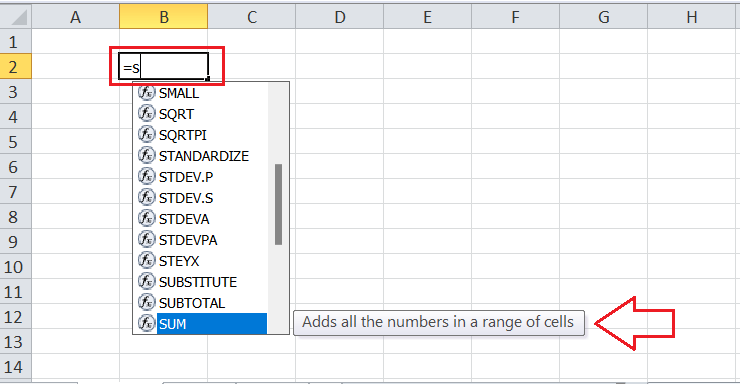 A B C D E F G H
1
2 =s
3 SMALL
4 SQRT
5 SQRTPI
6 STANDARDIZE
7 STDEV.P
8 STDEV.S
STDEVA
9 STDEVPA
10 STEYX
11 SUBSTITUTE
SUBTOTAL
12 SUM Adds all the numbers in a range of cells
13
14